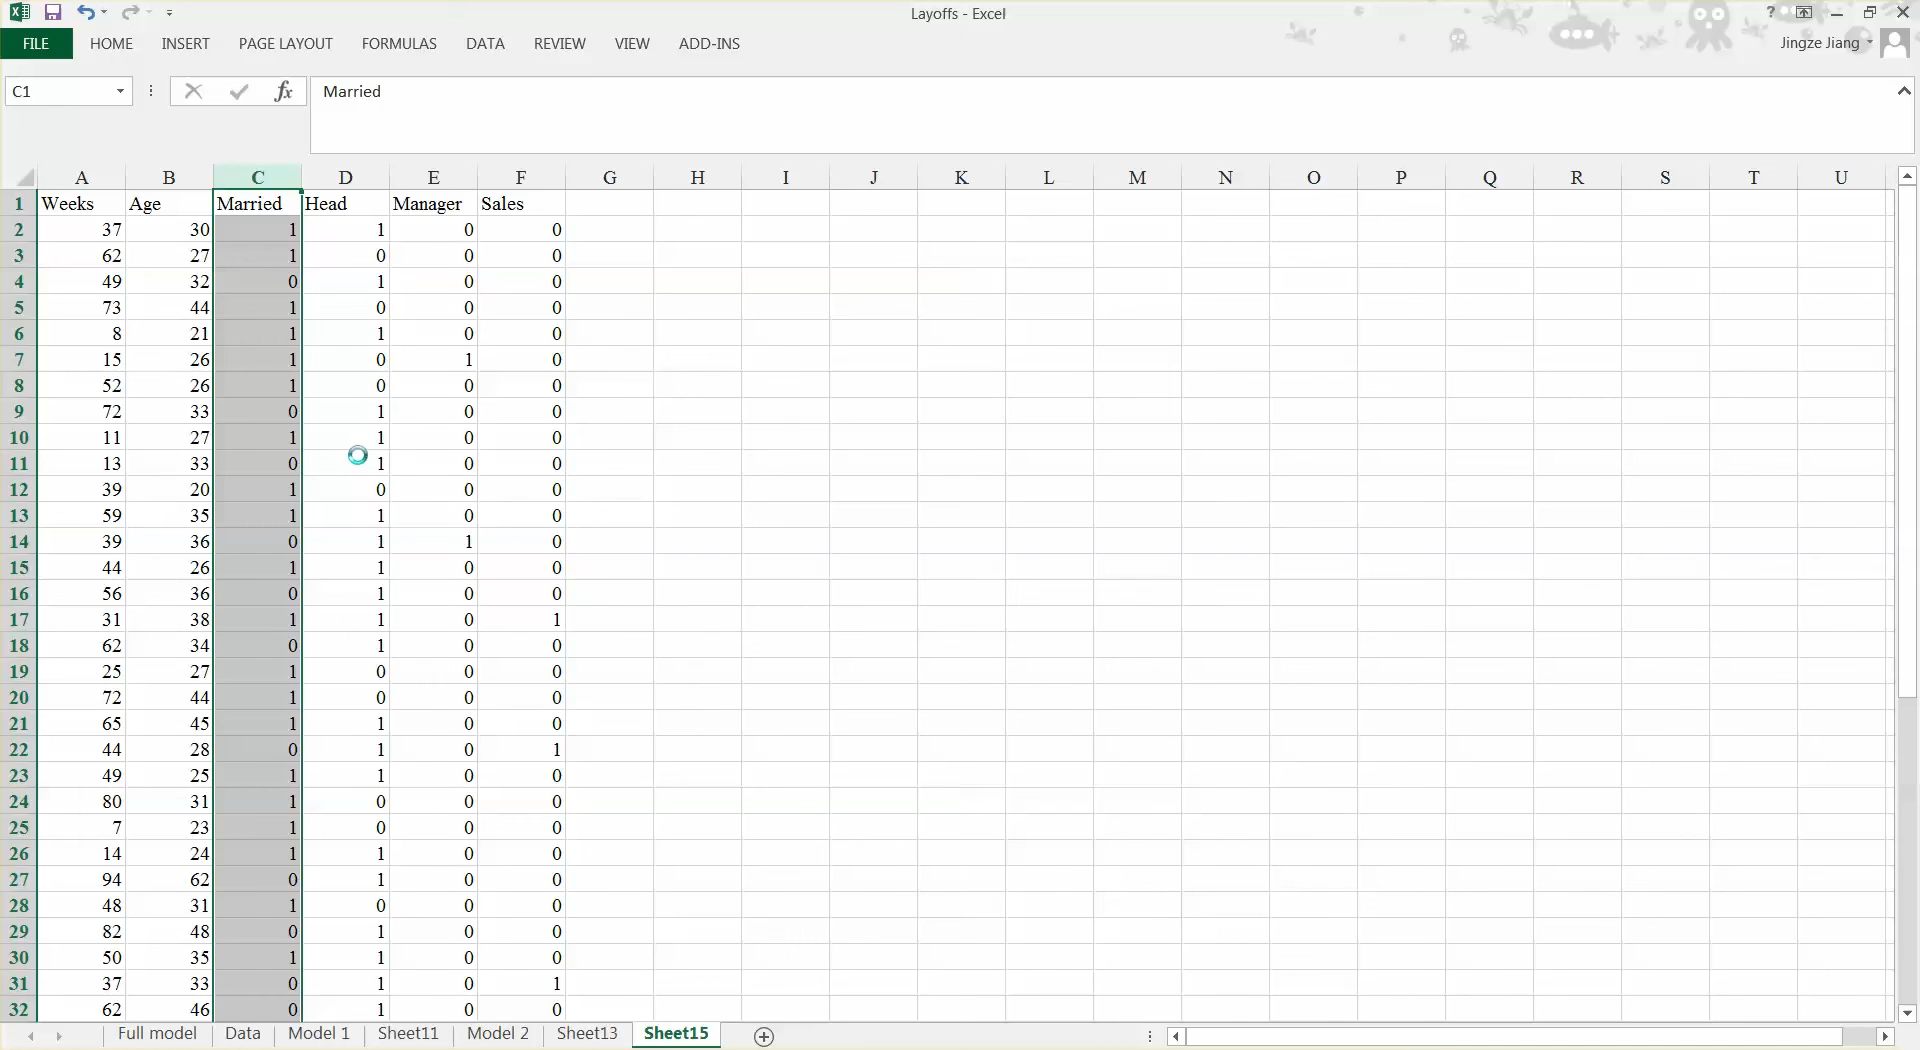 Layoffs - Excel
?
FILE HOME INSERT PAGE LAYOUT FORMULAS DATA REVIEW VIEW ADD-INS Jingze Jiang
C1 fx Married
A B C D E F G H I J K L M N O P Q R S T U
1 Weeks Age Married Head Manager Sales
2 37 30 1 1 0 0
3 62 27 1 0 0 0
4 49 32 0 1 0 0
5 73 44 1 0 0 0
6 8 21 1 1 0 0
7 15 26 1 0 1 0
8 52 26 1 0 0 0
9 72 33 0 1 0 0
10 11 27 1 1 0 0
11 13 33 0 1 0 0
12 39 20 1 0 0 0
13 59 35 1 1 0 0
14 39 36 0 1 1 0
15 44 26 1 1 0 0
16 56 36 0 1 0 0
17 31 38 1 1 0 1
18 62 34 0 1 0 0
19 25 27 1 0 0 0
20 72 44 1 0 0 0
21 65 45 1 1 0 0
22 44 28 0 1 0 1
23 49 25 1 1 0 0
24 80 31 1 0 0 0
25 7 23 1 0 0 0
26 14 24 1 1 0 0
27 94 62 0 1 0 0
28 48 31 1 0 0 0
29 82 48 0 1 0 0
30 50 35 1 1 0 0
31 37 33 0 1 0 1
32 62 46 0 1 0 0
Full model Data Model 1 Sheet11 Model 2 Sheet13 Sheet15